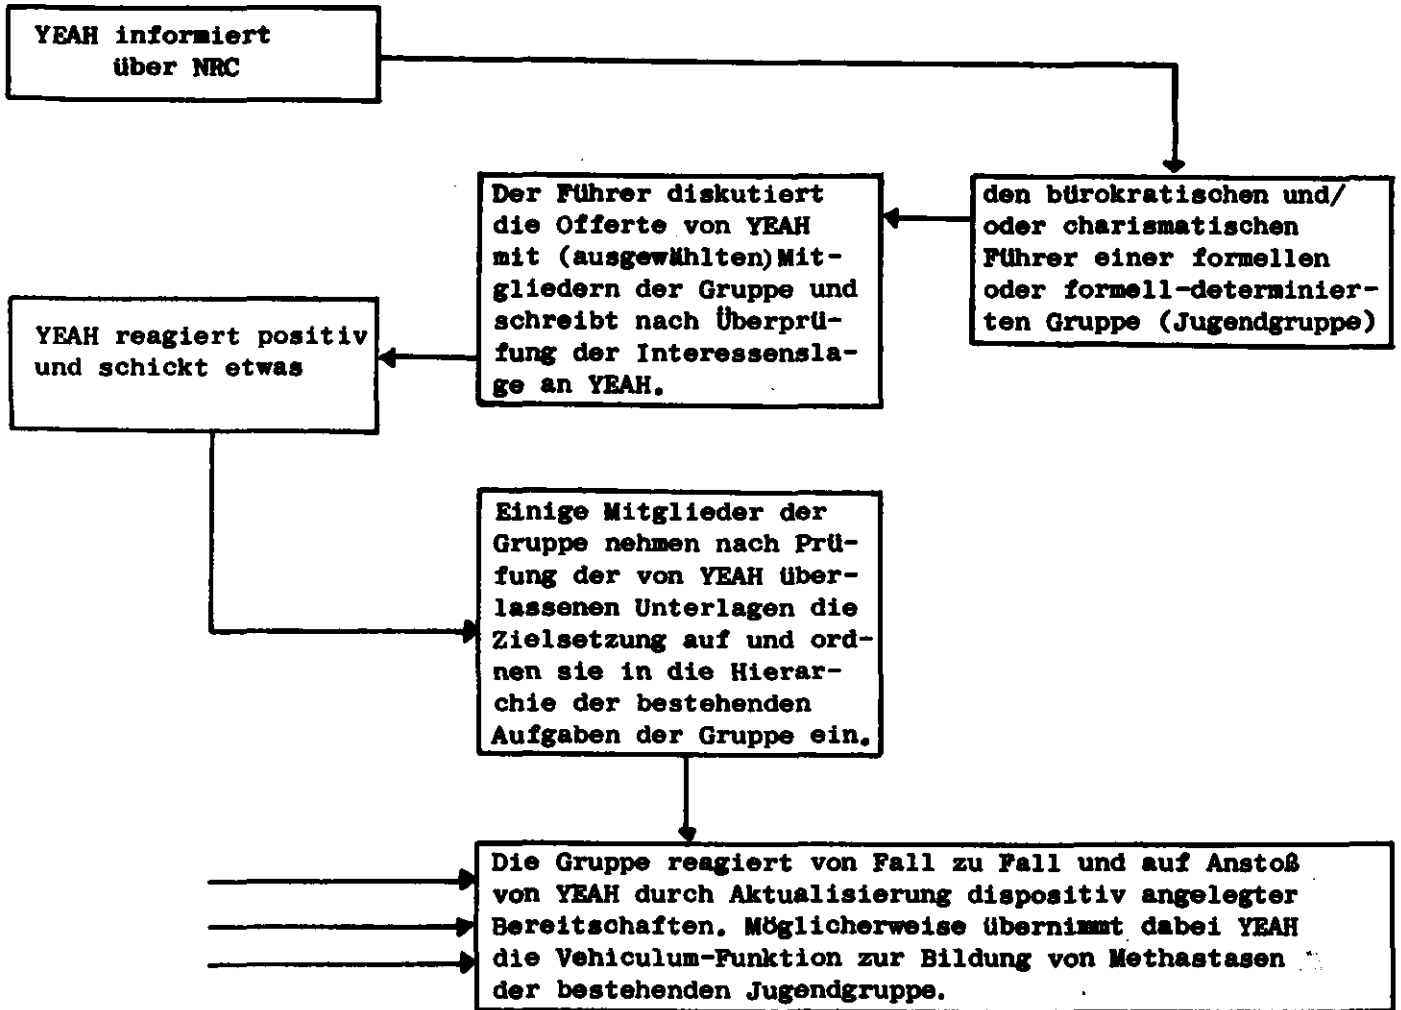 YEAH informiert
über NRC
den bürokratischen und/
oder charismatischen
Führer einer formellen
oder formell-determinier-
ten Gruppe (Jugendgruppe)
Der Führer diskutiert
die Offerte von YEAH
mit (ausgewählten)Mit-
gliedern der Gruppe und
schreibt nach Überprü-
fung der Interessensla-
ge an YEAH.
YEAH reagiert positiv
und schickt etwas
Einige Mitglieder der
Gruppe nehmen nach Prü-
fung der von YEAH über-
lassenen Unterlagen die
Zielsetzung auf und ord-
nen sie in die Hierar-
chie der bestehenden
Aufgaben der Gruppe ein.
Die Gruppe reagiert von Fall zu Fall und auf Anstoß
von YEAH durch Aktualisierung dispositiv angelegter
Bereitschaften. Möglicherweise übernimmt dabei YEAH
die Vehiculum-Funktion zur Bildung von Methastasen
der bestehenden Jugendgruppe.